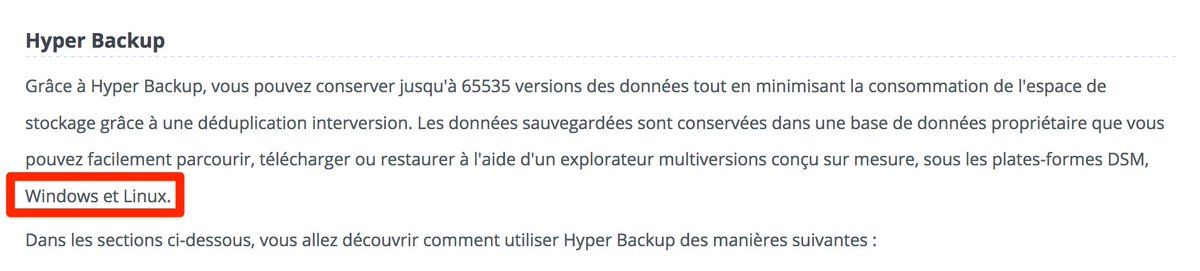 Hyper Backup
Grâce à Hyper Backup, vous pouvez conserver jusqu'à 65535 versions des données tout en minimisant la consommation de l'espace de
stockage grâce à une déduplication interversion. Les données sauvegardées sont conservées dans une base de données propriétaire que vous
pouvez facilement parcourir, télécharger ou restaurer à l'aide d'un explorateur multiversions conçu sur mesure, sous les plates-formes DSM,
Windows et Linux.
Dans les sections ci-dessous, vous allez découvrir comment utiliser Hyper Backup des manières suivantes :